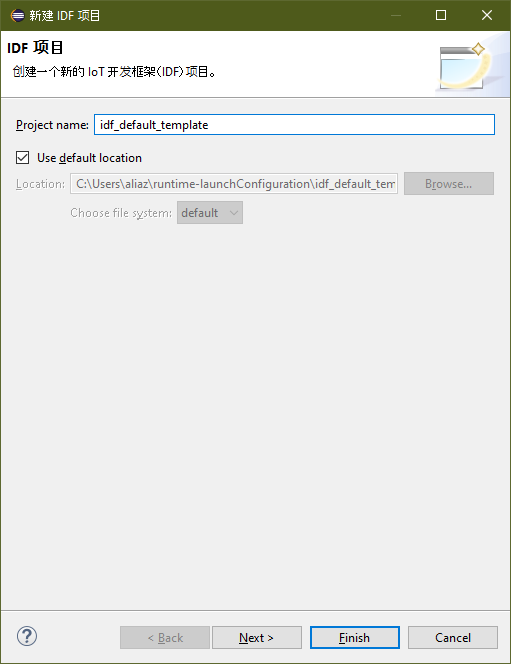 新建 IDF 项目
IDF 项目
创建一个新的 IoT 开发框架(IDF)项目。
Project name: idf_default_template
Use default location
Location: C:\Users\aliaz\runtime-launchConfiguration\idf_default_tem Browse...
Choose file system: default
< Back Next > Finish Cancel